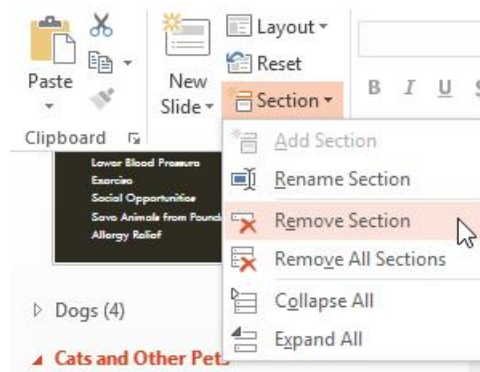 Layout
Reset
Paste
New
Slide
Section
B I U S
Clipboard
Add Section
Rename Section
Remove Section
Remove All Sections
Collapse All
Expand All
Lower Blood Pressure
Exercise
Social Opportunities
Save Animals from Pound
Allergy Relief
Dogs (4)
Cats and Other Pets